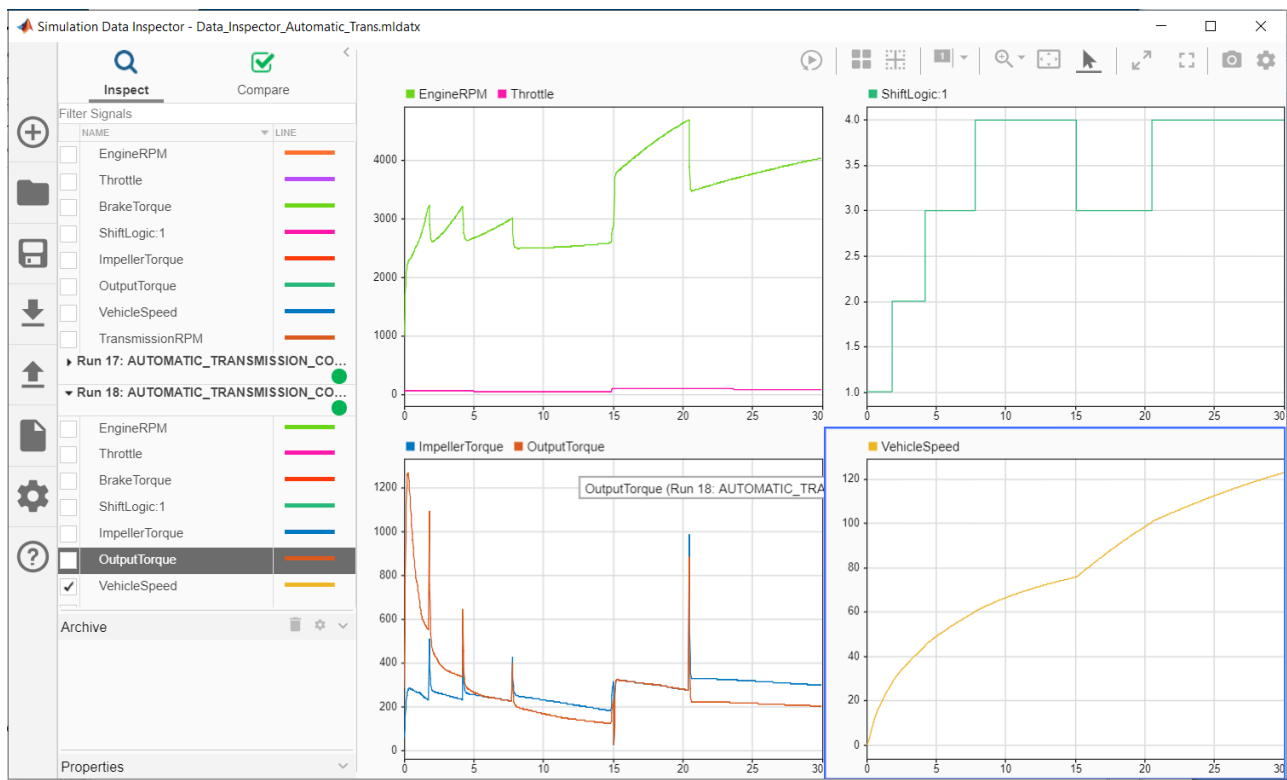 Simulation Data Inspector - Data_Inspector_Automatic_Trans.mldatx
Inspect
Compare
Filter Signals
NAME
LINE
EngineRPM
Throttle
BrakeTorque
ShiftLogic:1
ImpellerTorque
OutputTorque
VehicleSpeed
TransmissionRPM
Run 17: AUTOMATIC_TRANSMISSION_CO...
Run 18: AUTOMATIC_TRANSMISSION_CO...
EngineRPM
Throttle
BrakeTorque
ShiftLogic:1
ImpellerTorque
OutputTorque
VehicleSpeed
Archive
Properties
1
EngineRPM Throttle
4000
3000
2000
1000
0
0 5 10 15 20 25 30
ShiftLogic:1
4.0
3.5
3.0
2.5
2.0
1.5
1.0
0 5 10 15 20 25 30
ImpellerTorque OutputTorque
OutputTorque (Run 18: AUTOMATIC_TRA
1200
1000
800
600
400
200
0
0 5 10 15 20 25 30
VehicleSpeed
120
100
80
60
40
20
0
0 5 10 15 20 25 30